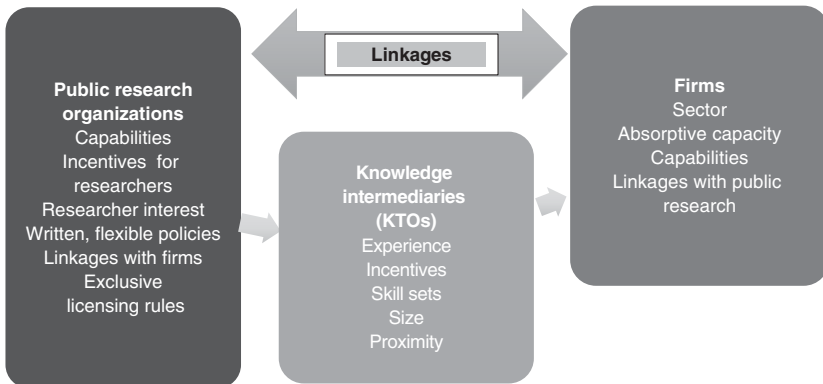 Linkages
Public research
organizations
Capabilities
Incentives for
researchers
Researcher interest
Written, flexible policies
Linkages with firms
Exclusive
licensing rules
Knowledge
intermediaries
(KTOs)
Experience
Incentives
Skill sets
Size
Proximity
Firms
Sector
Absorptive capacity
Capabilities
Linkages with public
research